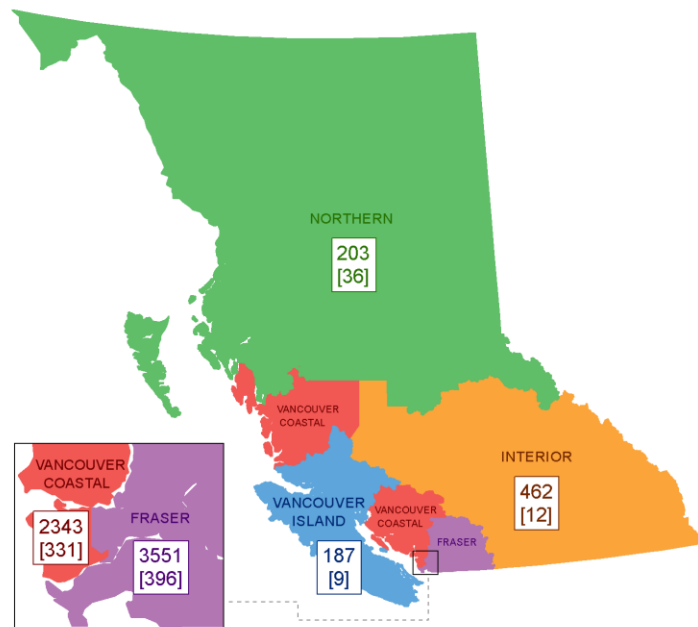 NORTHERN
203
[36]
VANCOUVER
COASTAL
INTERIOR
462
[12]
VANCOUVER
ISLAND
187
[9]
VANCOUVER
COASTAL
FRASER
VANCOUVER
COASTAL
2343
[331]
FRASER
3551
[396]